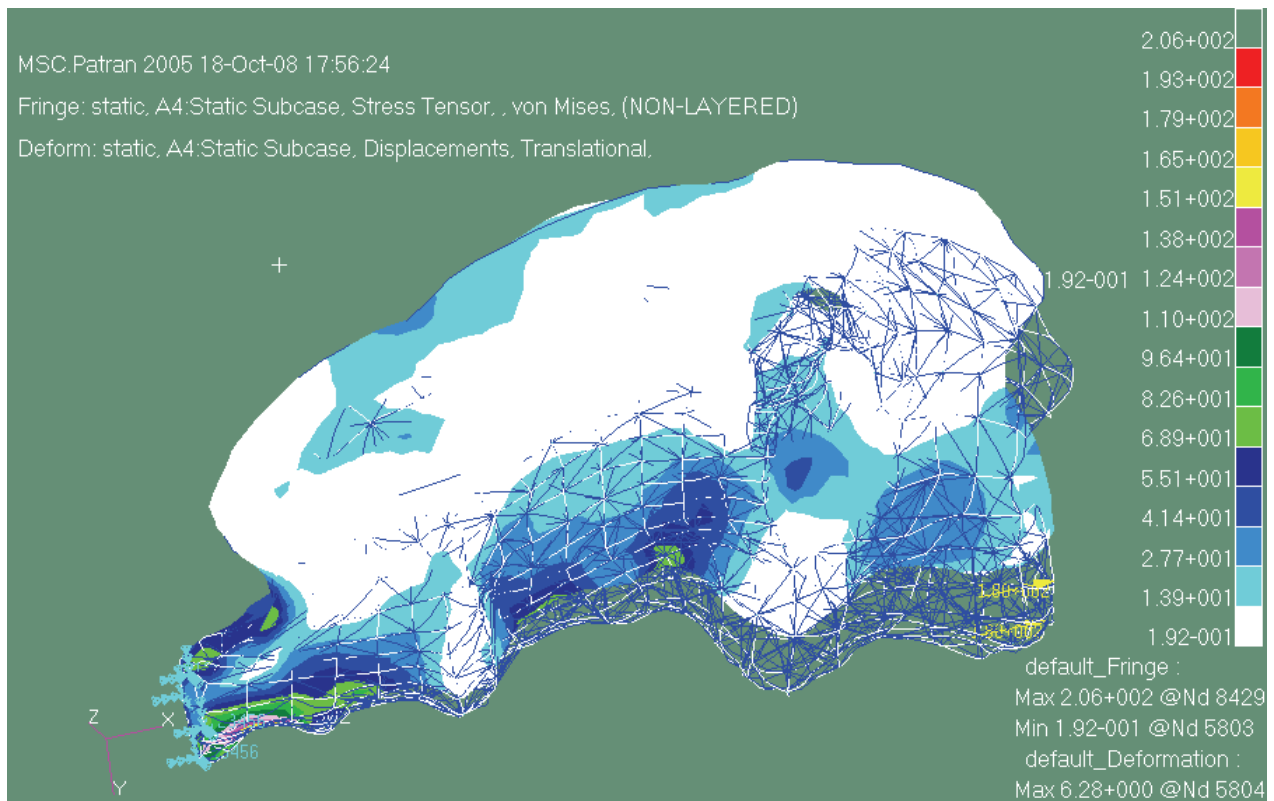 MSC.Patran 2005 18-Oct-08 17:56:24
Fringe: static, A4:Static Subcase, Stress Tensor, , von Mises, (NON-LAYERED)
Deform: static, A4:Static Subcase, Displacements, Translational,
2.06+002
1.93+002
1.79+002
1.65+002
1.51+002
1.38+002
1.92-001
1.24+002
1.10+002
9.64+001
8.26+001
6.89+001
5.51+001
4.14+001
2.77+001
1.39+001
1.92-001
default_Fringe :
Max 2.06+002 @Nd 8429
Min 1.92-001 @Nd 5803
default_Deformation :
Max 6.28+000 @Nd 5804
Z
X
Y